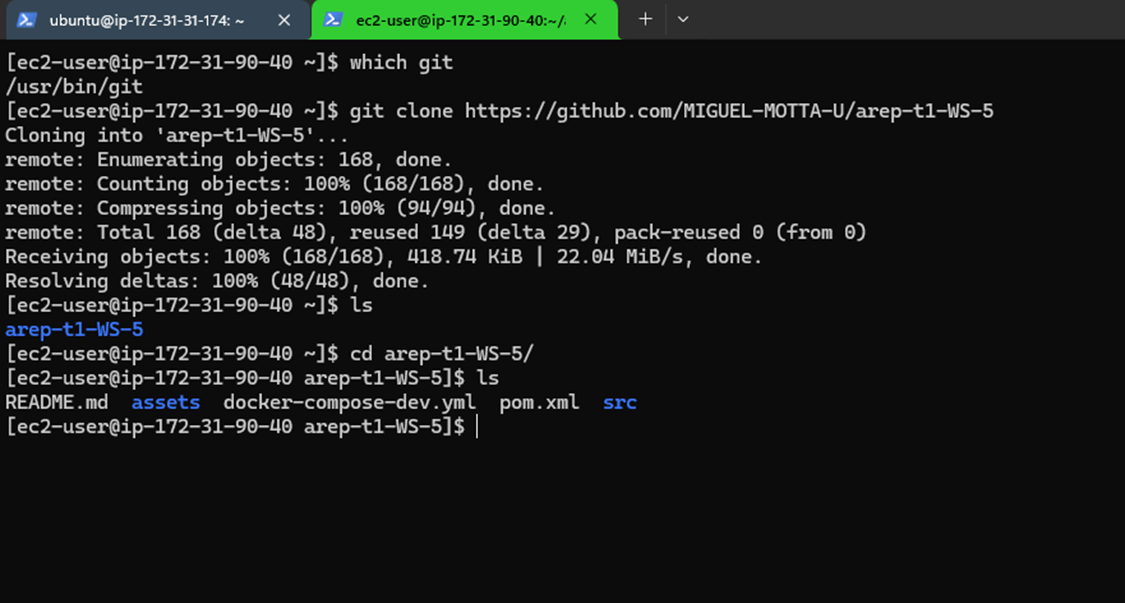 ubuntu@ip-172-31-31-174: ~
ec2-user@ip-172-31-90-40:~/
[ec2-user@ip-172-31-90-40 ~]$ which git
/usr/bin/git
[ec2-user@ip-172-31-90-40 ~]$ git clone https://github.com/MIGUEL-MOTTA-U/arep-t1-WS-5
Cloning into 'arep-t1-WS-5'...
remote: Enumerating objects: 168, done.
remote: Counting objects: 100% (168/168), done.
remote: Compressing objects: 100% (94/94), done.
remote: Total 168 (delta 48), reused 149 (delta 29), pack-reused 0 (from 0)
Receiving objects: 100% (168/168), 418.74 KiB | 22.04 MiB/s, done.
Resolving deltas: 100% (48/48), done.
[ec2-user@ip-172-31-90-40 ~]$ ls
arep-t1-WS-5
[ec2-user@ip-172-31-90-40 ~]$ cd arep-t1-WS-5/
[ec2-user@ip-172-31-90-40 arep-t1-WS-5]$ ls
README.md  assets  docker-compose-dev.yml  pom.xml  src
[ec2-user@ip-172-31-90-40 arep-t1-WS-5]$